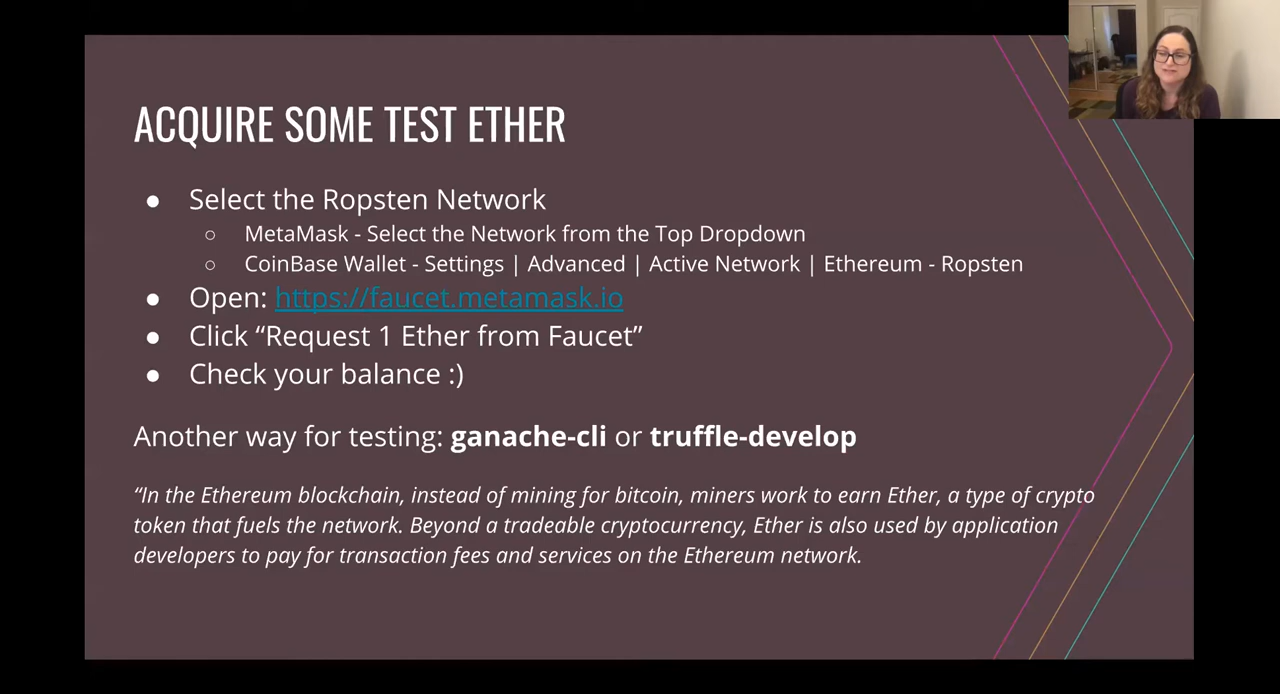 ACQUIRE SOME TEST ETHER
● Select the Ropsten Network
○ MetaMask - Select the Network from the Top Dropdown
○ CoinBase Wallet - Settings | Advanced | Active Network | Ethereum - Ropsten
● Open: https://faucet.metamask.io
● Click “Request 1 Ether from Faucet”
● Check your balance :)
Another way for testing: ganache-cli or truffle-develop
“In the Ethereum blockchain, instead of mining for bitcoin, miners work to earn Ether, a type of crypto
token that fuels the network. Beyond a tradeable cryptocurrency, Ether is also used by application
developers to pay for transaction fees and services on the Ethereum network.